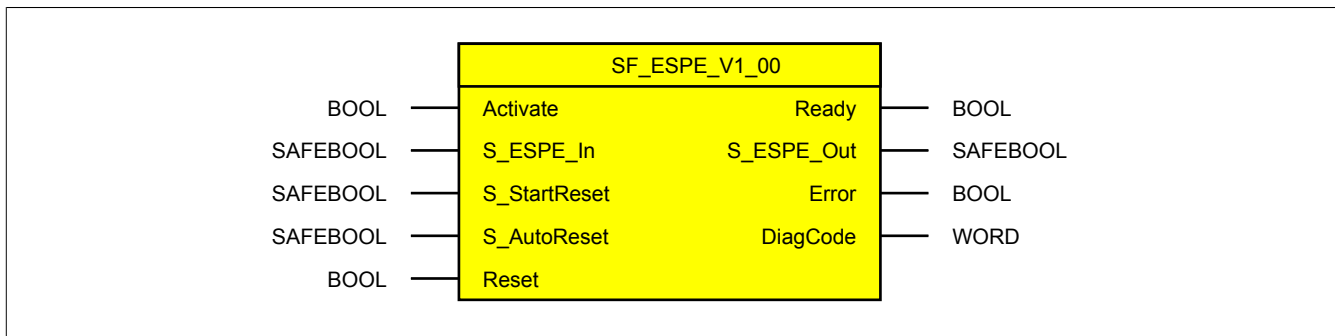 SF_ESPE_V1_00
BOOL Activate Ready BOOL
SAFEBOOL S_ESPE_In S_ESPE_Out SAFEBOOL
SAFEBOOL S_StartReset Error BOOL
SAFEBOOL S_AutoReset DiagCode WORD
BOOL Reset